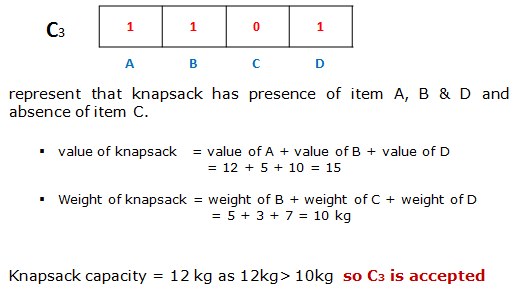 C3 1 1 0 1
A B C D
represent that knapsack has presence of item A, B & D and
absence of item C.
▪ value of knapsack = value of A + value of B + value of D
= 12 + 5 + 10 = 15
▪ Weight of knapsack = weight of B + weight of C + weight of D
= 5 + 3 + 7 = 10 kg
Knapsack capacity = 12 kg as 12kg> 10kg so C3 is accepted